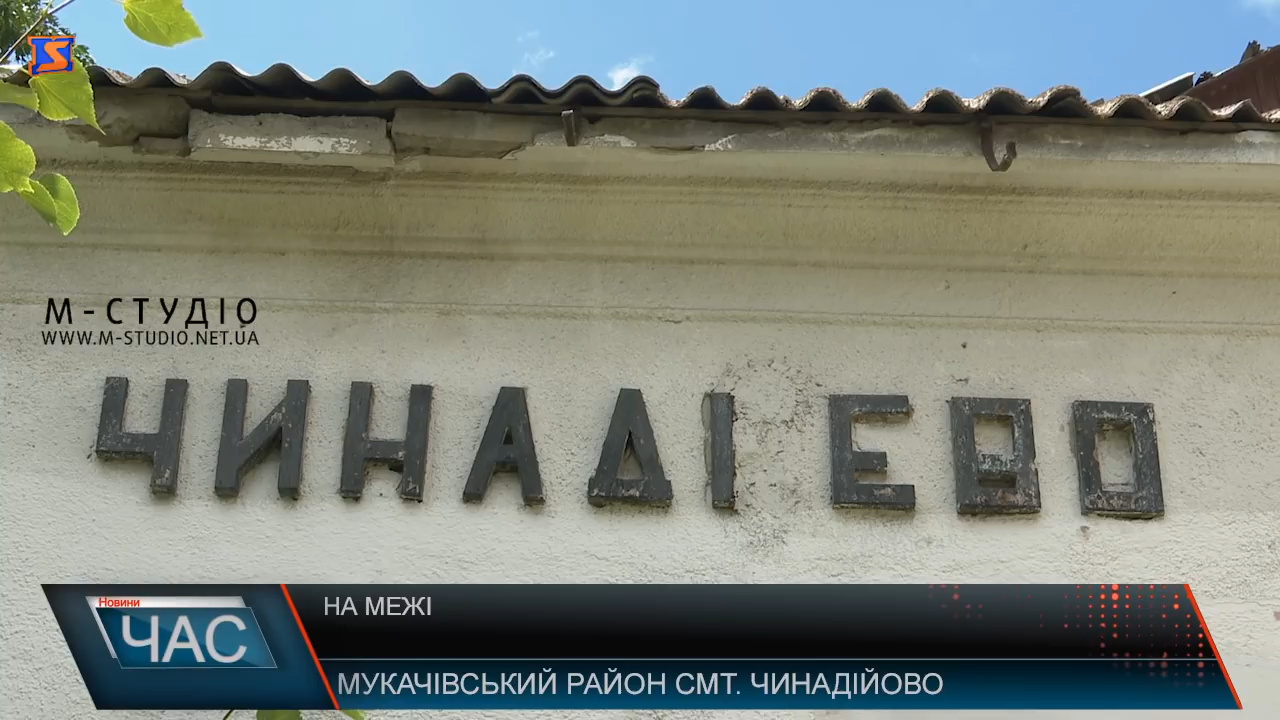 М-СТУДІО
WWW.M-STUDIO.NET.UA
ЧИНАДІЕВО
Новини
ЧАС
НА МЕЖІ
МУКАЧІВСЬКИЙ РАЙОН СМТ. ЧИНАДІЙОВО